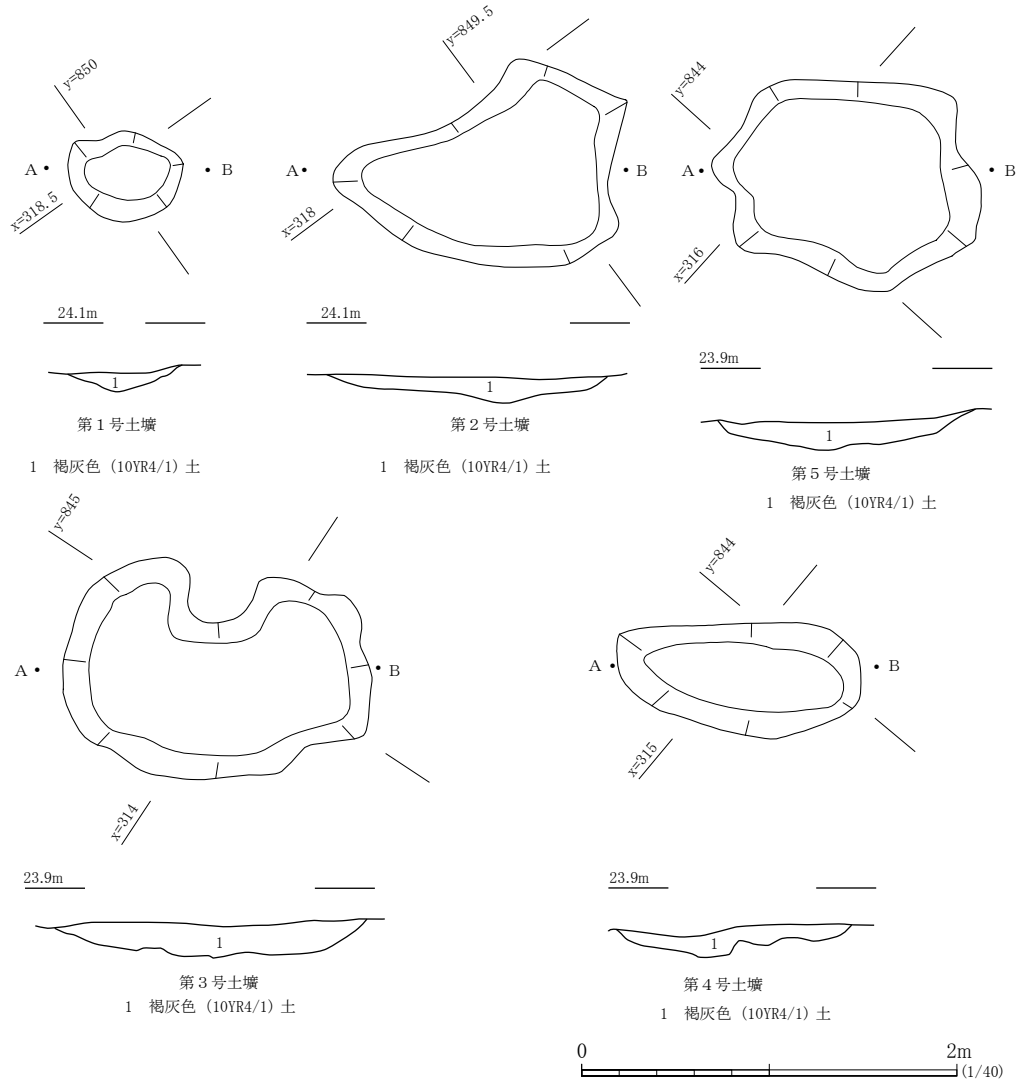 y=850
A B
x=318.5
24.1m
1
第１号土壙
1 褐灰色 (10YR4/1) 土
y=849.5
A B
x=318
24.1m
1
第２号土壙
1 褐灰色 (10YR4/1) 土
y=844
A B
x=316
23.9m
1
第５号土壙
1 褐灰色 (10YR4/1) 土
y=845
A B
x=314
23.9m
1
第３号土壙
1 褐灰色 (10YR4/1) 土
y=844
A B
x=315
23.9m
1
第４号土壙
1 褐灰色 (10YR4/1) 土
0 2m
(1/40)